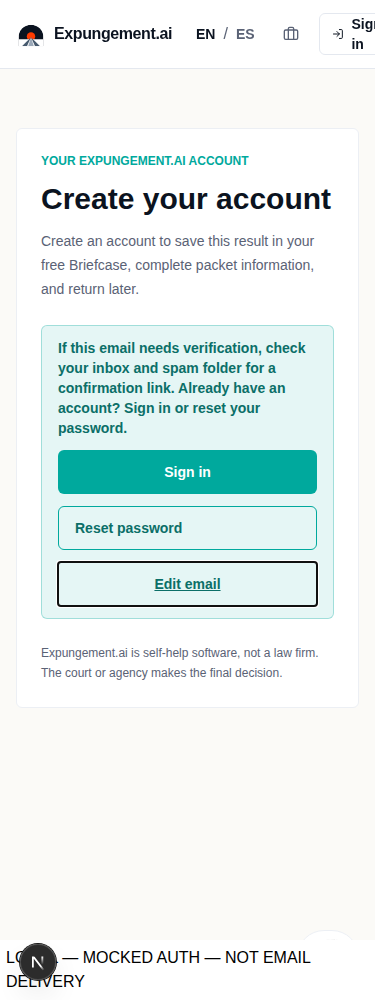 Expungement.ai EN / ES
Sign
in
YOUR EXPUNGEMENT.AI ACCOUNT
Create your account
Create an account to save this result in your
free Briefcase, complete packet information,
and return later.
If this email needs verification, check
your inbox and spam folder for a
confirmation link. Already have an
account? Sign in or reset your
password.
Sign in
Reset password
Edit email
Expungement.ai is self-help software, not a law firm.
The court or agency makes the final decision.
— MOCKED AUTH — NOT EMAIL
DELIVERY